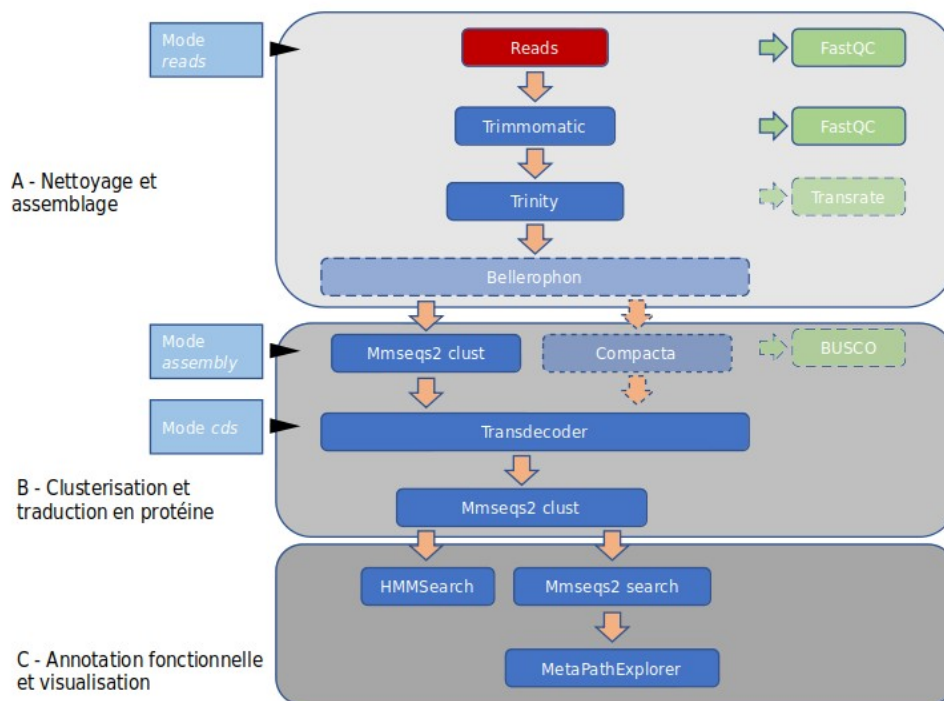 Mode
reads
Reads
FastQC
Trimmomatic
FastQC
A - Nettoyage et
assemblage
Trinity
Transrate
Bellerophon
Mode
assembly
Mmseqs2 clust
Compacta
BUSCO
Mode cds
Transdecoder
B - Clusterisation et
traduction en protéine
Mmseqs2 clust
HMMSearch
Mmseqs2 search
C - Annotation fonctionnelle
et visualisation
MetaPathExplorer